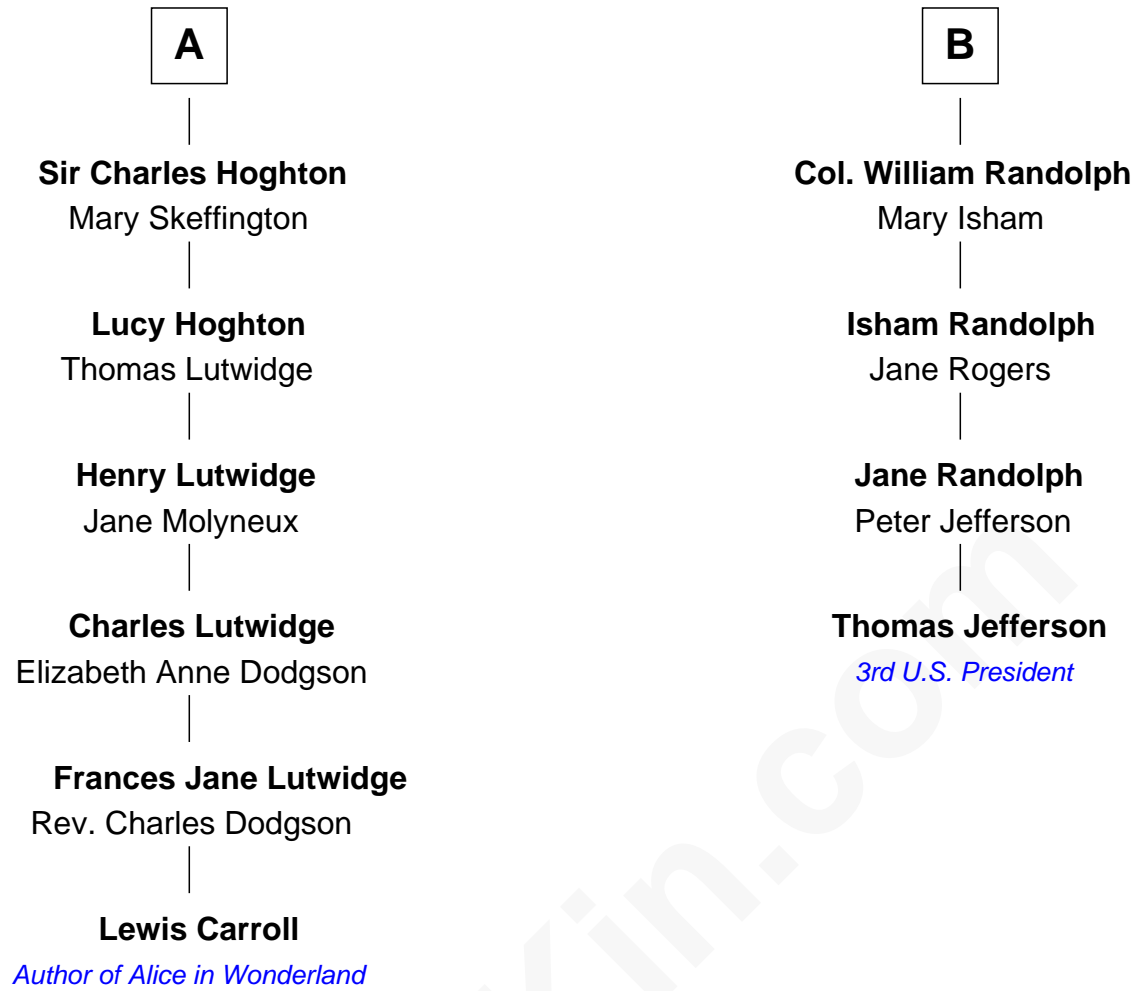 A
Sir Charles Hoghton
Mary Skeffington
Lucy Hoghton
Thomas Lutwidge
Henry Lutwidge
Jane Molyneux
Charles Lutwidge
Elizabeth Anne Dodgson
Frances Jane Lutwidge
Rev. Charles Dodgson
Lewis Carroll
Author of Alice in Wonderland
B
Col. William Randolph
Mary Isham
Isham Randolph
Jane Rogers
Jane Randolph
Peter Jefferson
Thomas Jefferson
3rd U.S. President